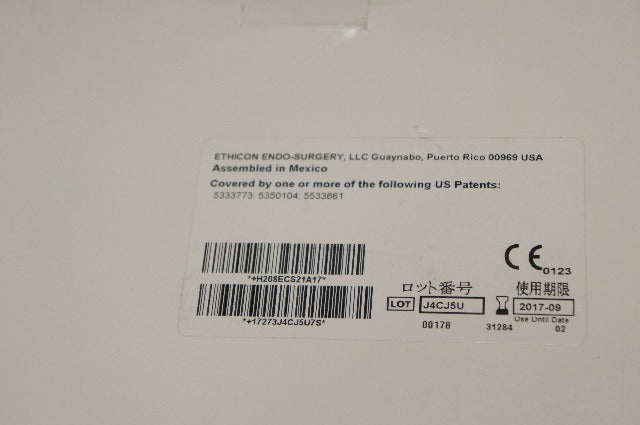 ETHICON ENDO-SURGERY, LLC Guaynabo, Puerto Rico 00969 USA
Assembled in Mexico
Covered by one or more of the following US Patents:
5333773; 5350104; 5533661
CE 0123
*+H208ECS21A17*
ロット番号 使用期限
LOT J4CJ5U 2017-09
*+17273J4CJ5U7S* 00178 31284 Use Until Date 02